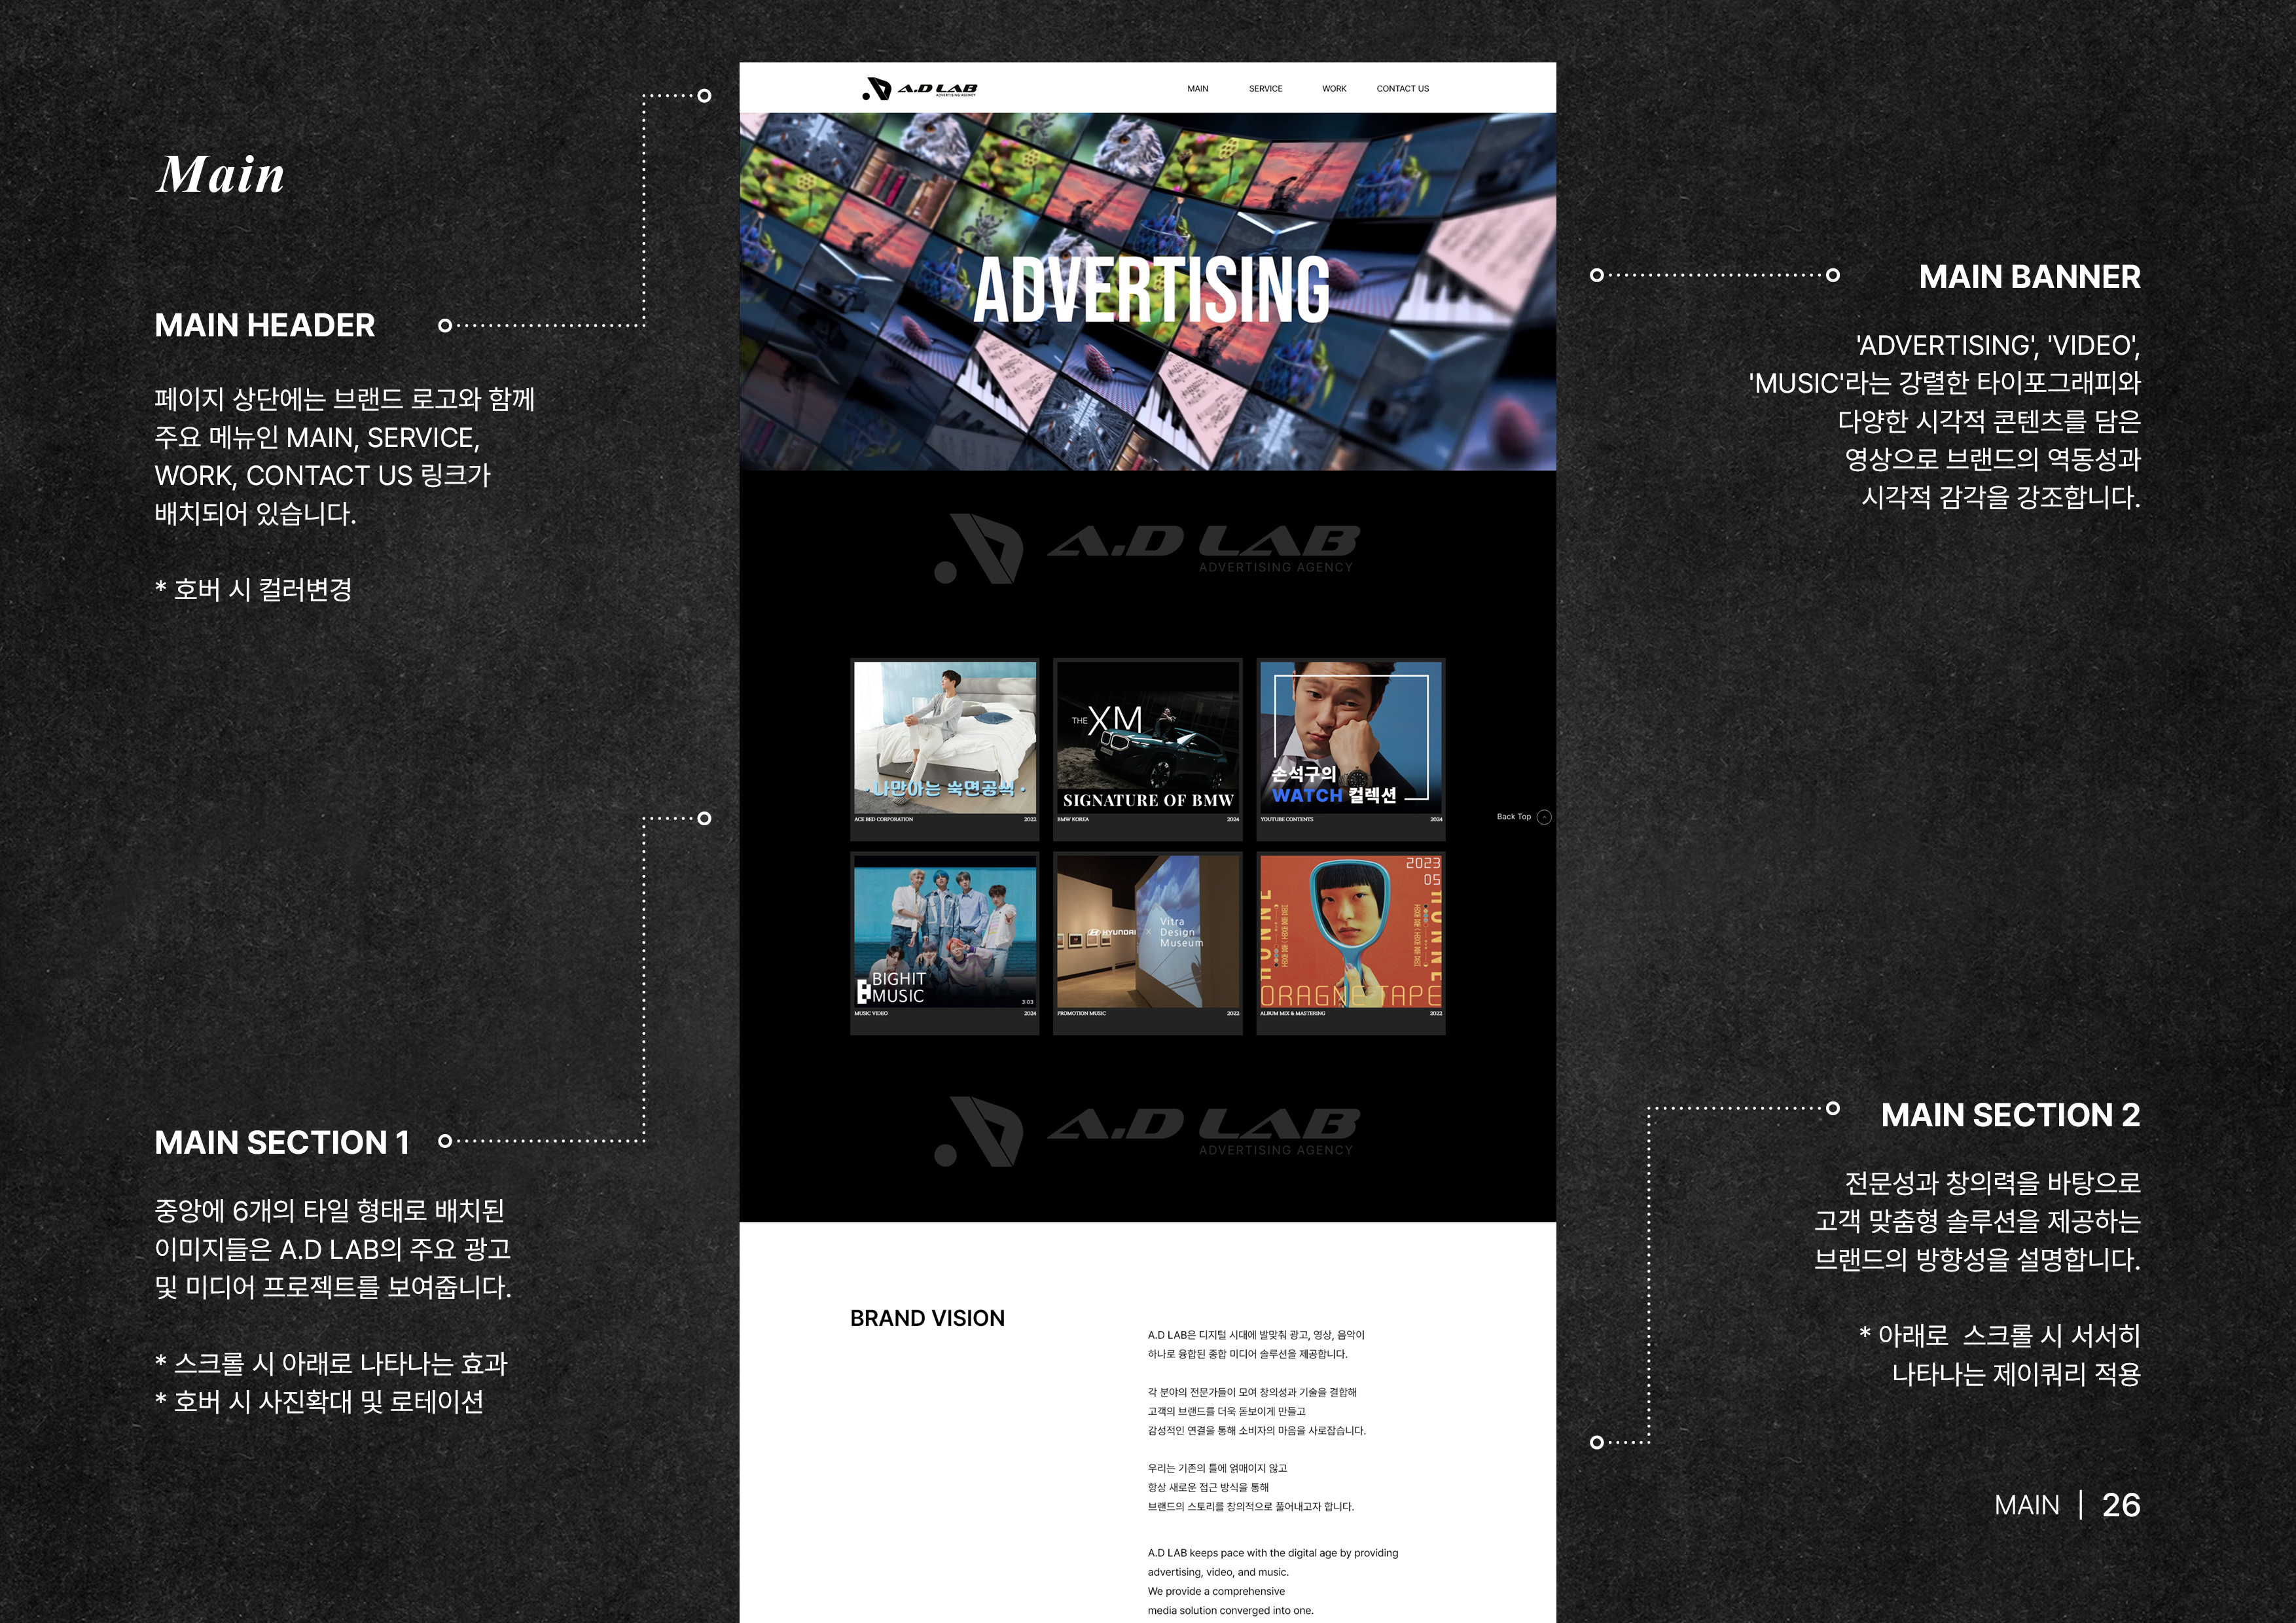 Main
MAIN HEADER
페이지 상단에는 브랜드 로고와 함께
주요 메뉴인 MAIN, SERVICE,
WORK, CONTACT US 링크가
배치되어 있습니다.
* 호버 시 컬러변경
MAIN SECTION 1
중앙에 6개의 타일 형태로 배치된
이미지들은 A.D LAB의 주요 광고
및 미디어 프로젝트를 보여줍니다.
* 스크롤 시 아래로 나타나는 효과
* 호버 시 사진확대 및 로테이션
A.D LAB
ADVERTISING AGENCY
MAIN SERVICE WORK CONTACT US
ADVERTISING
A.D LAB
ADVERTISING AGENCY
나만아는 숙면공식
ACE BED CORPORATION 2022
THE XM
SIGNATURE OF BMW
BMW KOREA 2024
손석구의
WATCH 컬렉션
YOUTUBE CONTENTS 2024
Back Top
BIGHIT
MUSIC
3:03
MUSIC VIDEO 2024
HYUNDAI × Vitra
Design
Museum
PROMOTION MUSIC 2022
2023
05
HONNE
HONNE
ORAGNE TAPE
ALBUM MIX & MASTERING 2022
A.D LAB
ADVERTISING AGENCY
BRAND VISION
A.D LAB은 디지털 시대에 발맞춰 광고, 영상, 음악이
하나로 융합된 종합 미디어 솔루션을 제공합니다.
각 분야의 전문가들이 모여 창의성과 기술을 결합해
고객의 브랜드를 더욱 돋보이게 만들고
감성적인 연결을 통해 소비자의 마음을 사로잡습니다.
우리는 기존의 틀에 얽매이지 않고
항상 새로운 접근 방식을 통해
브랜드의 스토리를 창의적으로 풀어내고자 합니다.
A.D LAB keeps pace with the digital age by providing
advertising, video, and music.
We provide a comprehensive
media solution converged into one.
MAIN BANNER
'ADVERTISING', 'VIDEO',
'MUSIC'라는 강렬한 타이포그래피와
다양한 시각적 콘텐츠를 담은
영상으로 브랜드의 역동성과
시각적 감각을 강조합니다.
MAIN SECTION 2
전문성과 창의력을 바탕으로
고객 맞춤형 솔루션을 제공하는
브랜드의 방향성을 설명합니다.
* 아래로 스크롤 시 서서히
나타나는 제이쿼리 적용
MAIN | 26